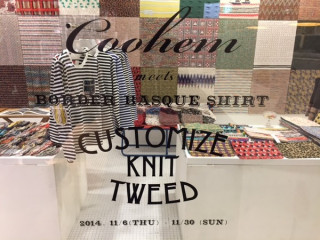 Coohem
meets
BORDER BASQUE SHIRT
CUSTOMIZE
KNIT
TWEED
2014. 11/6(THU) - 11/30 (SUN)